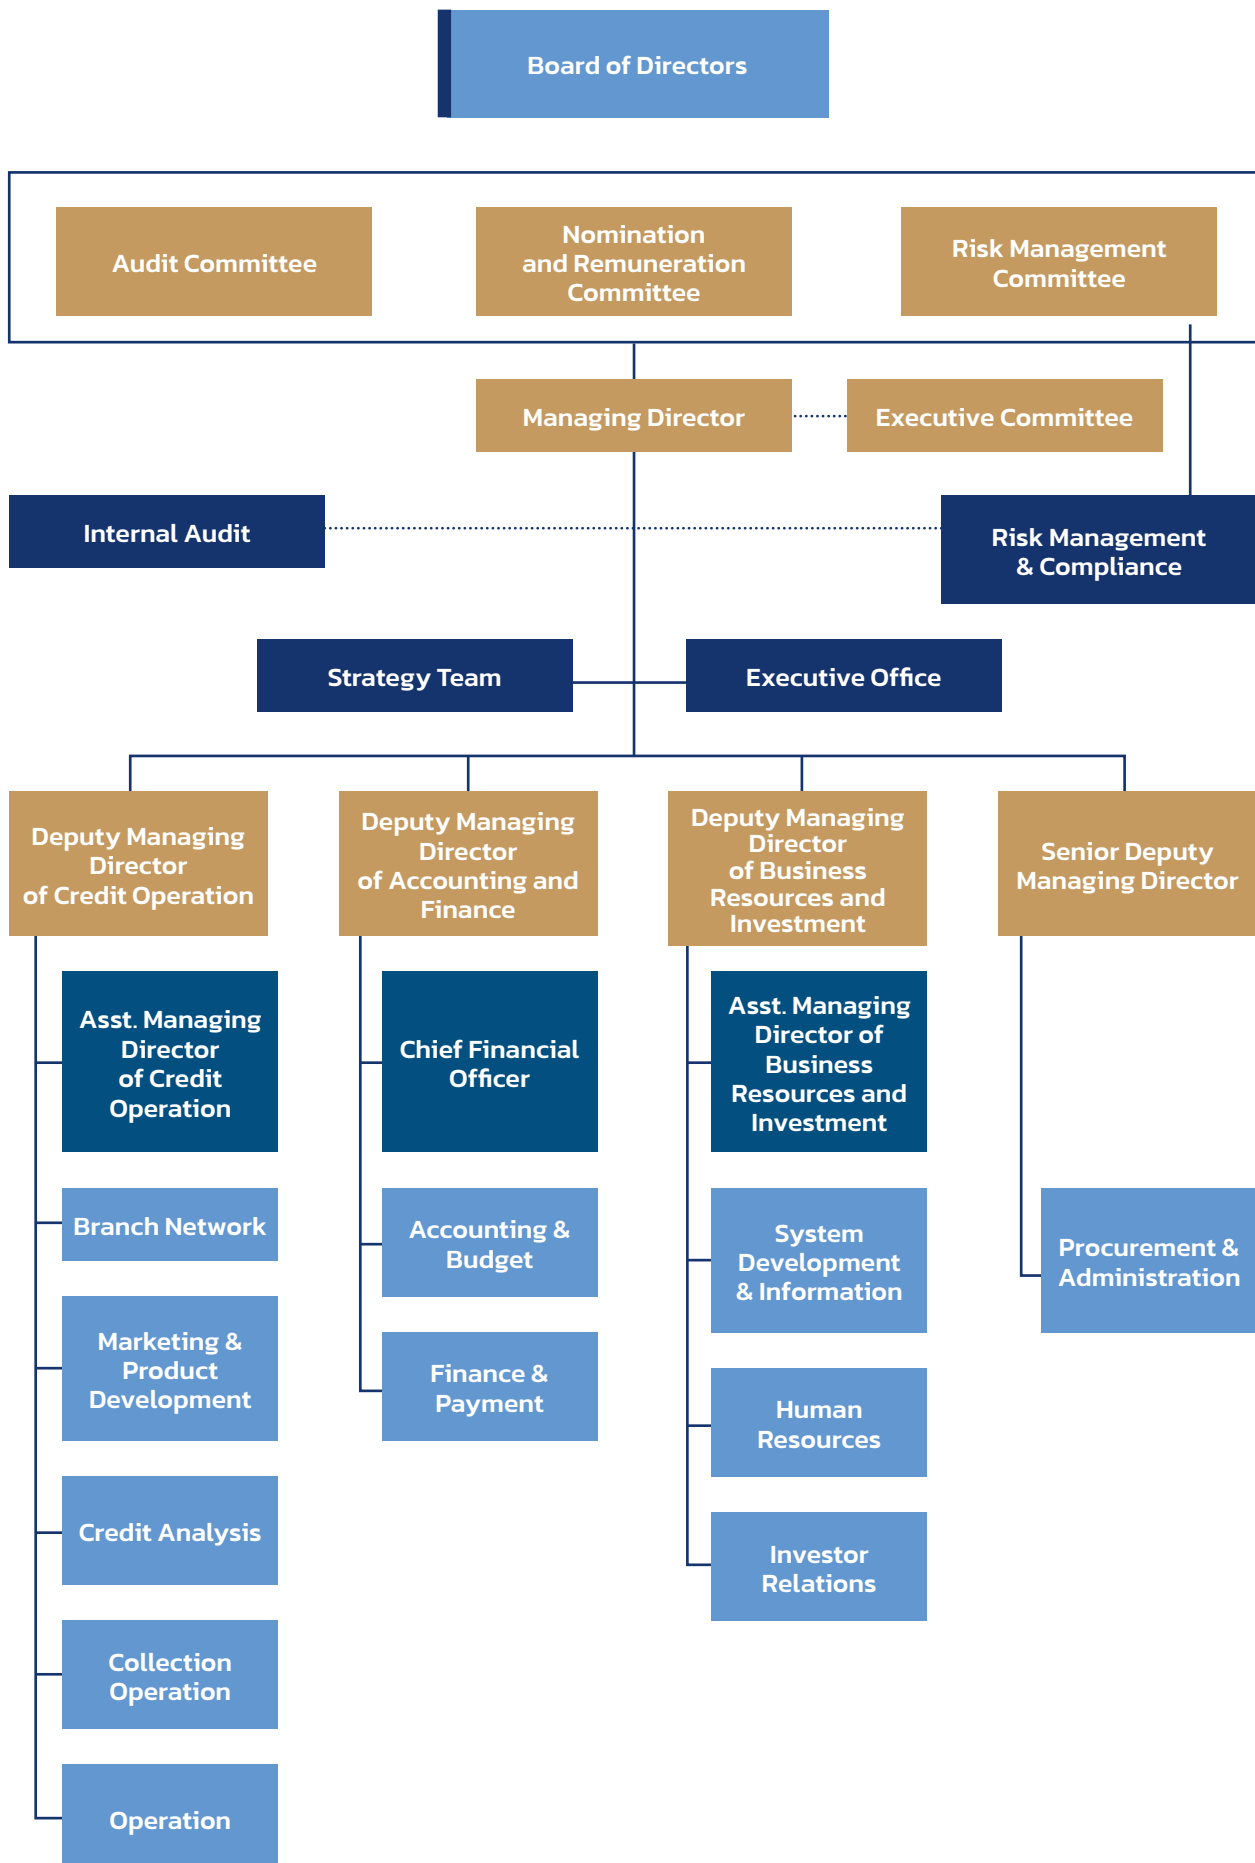 Board of Directors
Audit Committee
Nomination
and Remuneration
Committee
Risk Management
Committee
Managing Director
Executive Committee
Internal Audit
Risk Management
& Compliance
Strategy Team
Executive Office
Deputy Managing
Director
of Credit Operation
Deputy Managing
Director
of Accounting and
Finance
Deputy Managing
Director
of Business
Resources and
Investment
Senior Deputy
Managing Director
Asst. Managing
Director
of Credit
Operation
Branch Network
Marketing &
Product
Development
Credit Analysis
Collection
Operation
Operation
Chief Financial
Officer
Accounting &
Budget
Finance &
Payment
Asst. Managing
Director of
Business
Resources and
Investment
System
Development
& Information
Human
Resources
Investor
Relations
Procurement &
Administration